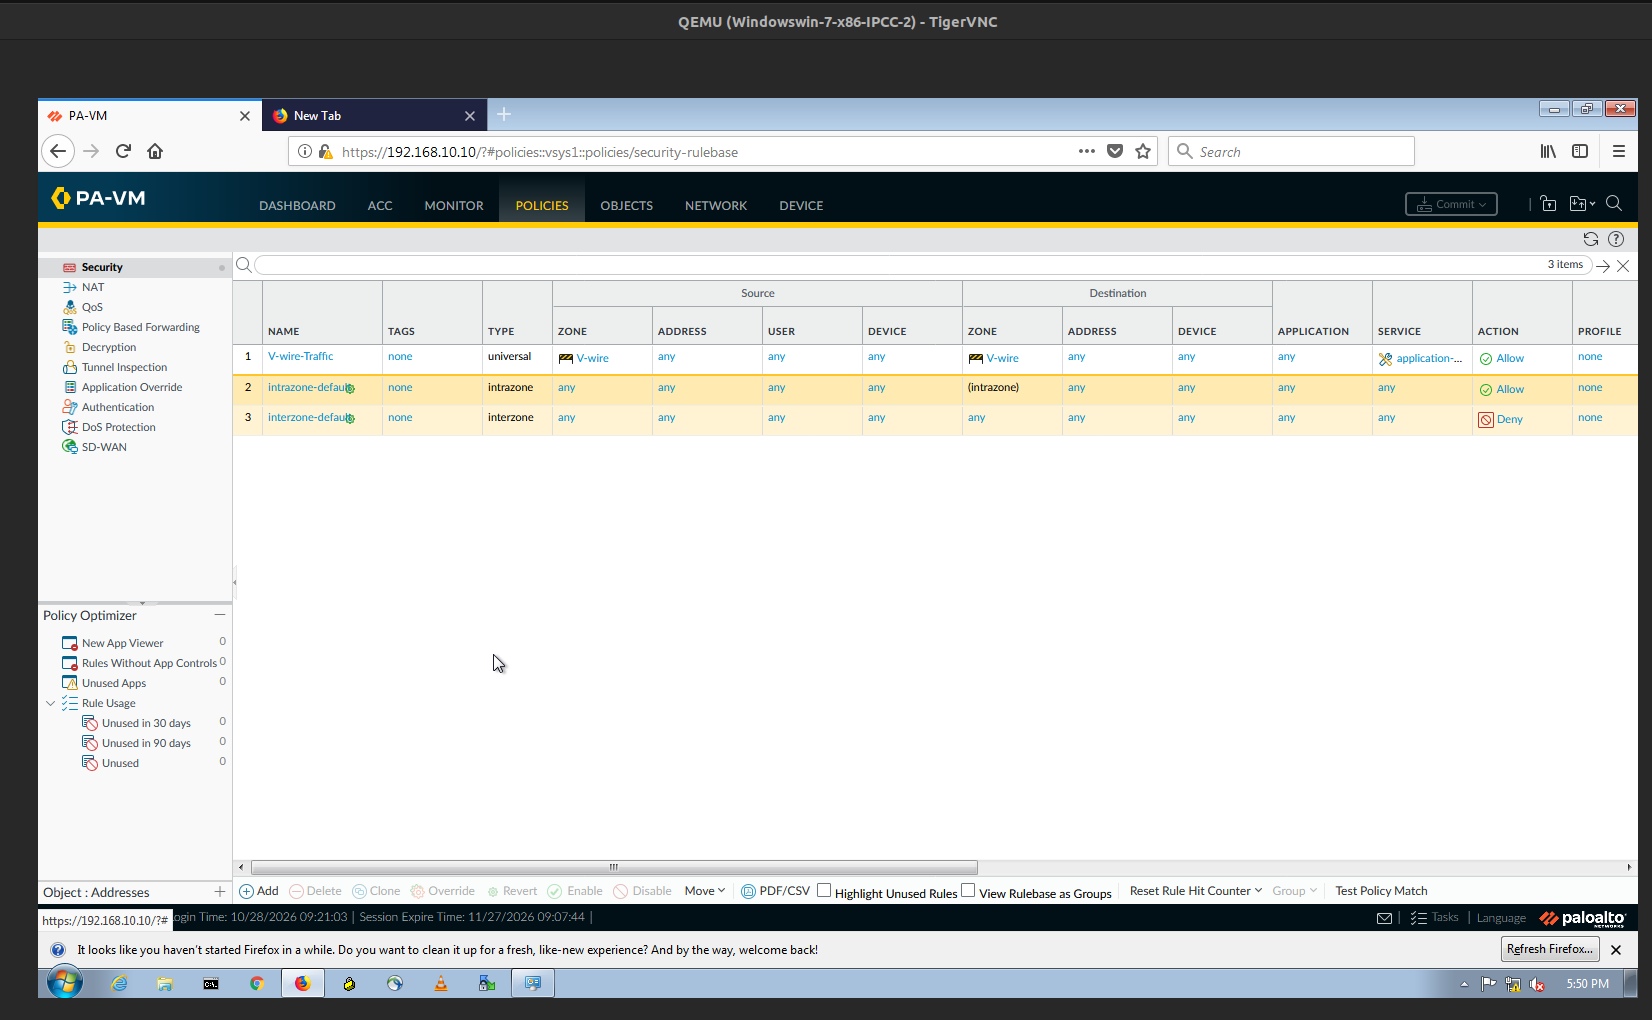 QEMU (Windowswin-7-x86-IPCC-2) - TigerVNC
PA-VM
New Tab
https://192.168.10.10/?#policies::vsys1::policies/security-rulebase
Search
PA-VM
DASHBOARD ACC MONITOR POLICIES OBJECTS NETWORK DEVICE
Commit
Security
NAT
QoS
Policy Based Forwarding
Decryption
Tunnel Inspection
Application Override
Authentication
DoS Protection
SD-WAN
3 items
Source Destination
NAME TAGS TYPE ZONE ADDRESS USER DEVICE ZONE ADDRESS DEVICE APPLICATION SERVICE ACTION PROFILE
1 V-wire-Traffic none universal V-wire any any any V-wire any any any application-... Allow none
2 intrazone-default none intrazone any any any any (intrazone) any any any any Allow none
3 interzone-default none interzone any any any any any any any any any Deny none
Policy Optimizer
New App Viewer 0
Rules Without App Controls 0
Unused Apps 0
Rule Usage
Unused in 30 days 0
Unused in 90 days 0
Unused 0
Object : Addresses
Add Delete Clone Override Revert Enable Disable Move PDF/CSV Highlight Unused Rules View Rulebase as Groups Reset Rule Hit Counter Group Test Policy Match
https://192.168.10.10/?#
ogin Time: 10/28/2026 09:21:03 | Session Expire Time: 11/27/2026 09:07:44 |
Tasks | Language
paloalto
NETWORKS
It looks like you haven't started Firefox in a while. Do you want to clean it up for a fresh, like-new experience? And by the way, welcome back!
Refresh Firefox...
5:50 PM